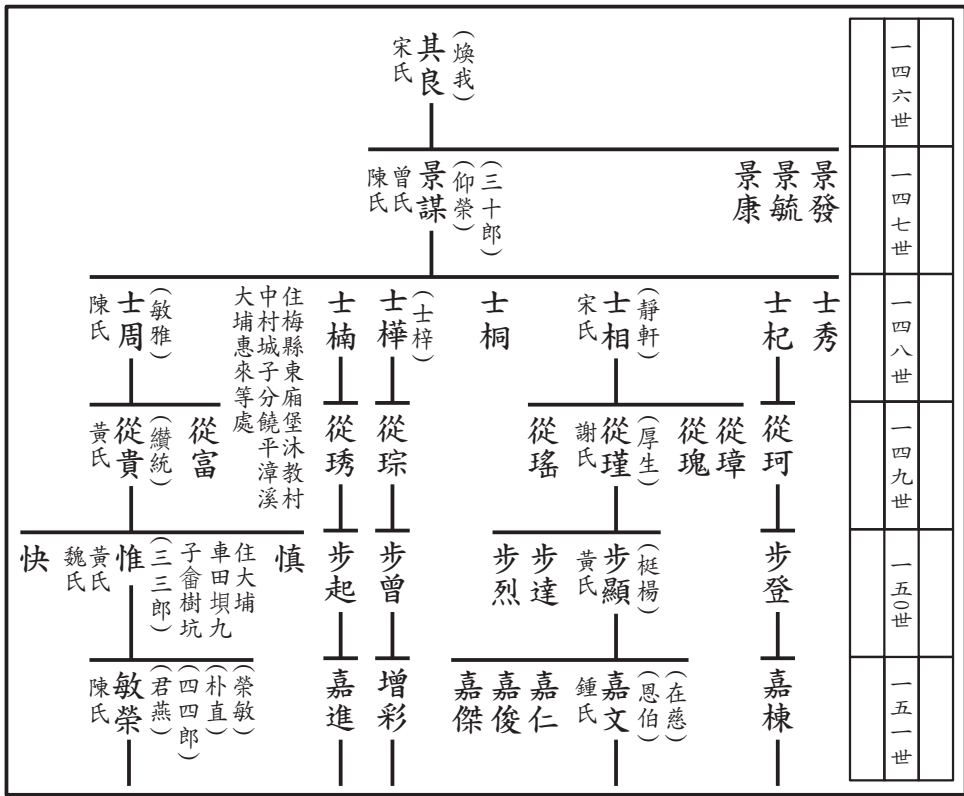 一四六世
一四七世
一四八世
一四九世
一五〇世
一五一世
(煥我)
其良
宋氏
景發
景毓
景康
(三十郎)
(仰榮)
景謀
曾氏
陳氏
士秀
士杞
(靜軒)
士相
宋氏
士桐
(士梓)
士樺
士楠
住梅縣東廂堡沐教村
中村城子分饒平漳溪
大埔惠來等處
(敏雅)
士周
陳氏
從珂
從璋
從瑰
(厚生)
從瑾
謝氏
從瑤
從琮
從琇
從富
(纘統)
從貴
黃氏
步登
(梃楊)
步顯
黃氏
步達
步烈
步曾
步起
慎
住大埔
車田垻九
子畲樹坑
(三三郎)
惟
黃氏
魏氏
快
嘉棟
(在慈)
(恩伯)
嘉文
鍾氏
嘉仁
嘉俊
嘉傑
增彩
嘉進
(榮敏)
(朴直)
(四四郎)
(君燕)
敏榮
陳氏